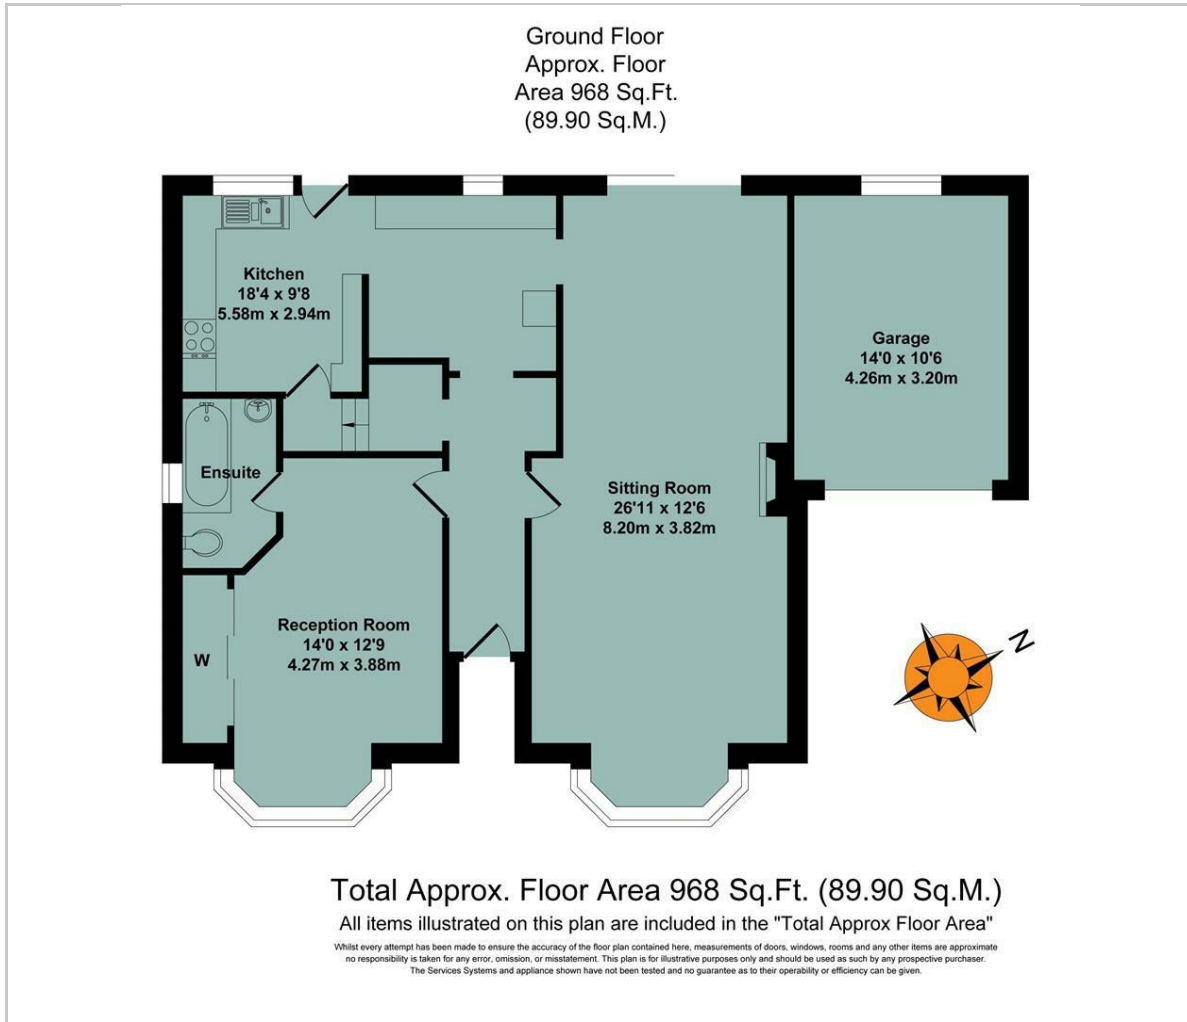 Ground Floor
Approx. Floor
Area 968 Sq.Ft.
(89.90 Sq.M.)
Kitchen
18'4 x 9'8
5.58m x 2.94m
Garage
14'0 x 10'6
4.26m x 3.20m
Ensuite
Sitting Room
26'11 x 12'6
8.20m x 3.82m
Reception Room
14'0 x 12'9
4.27m x 3.88m
W
N
Total Approx. Floor Area 968 Sq.Ft. (89.90 Sq.M.)
All items illustrated on this plan are included in the "Total Approx Floor Area"
Whilst every attempt has been made to ensure the accuracy of the floor plan contained here, measurements of doors, windows, rooms and any other items are approximate
no responsibility is taken for any error, omission, or misstatement. This plan is for illustrative purposes only and should be used as such by any prospective purchaser.
The Services Systems and appliance shown have not been tested and no guarantee as to their operability or efficiency can be given.